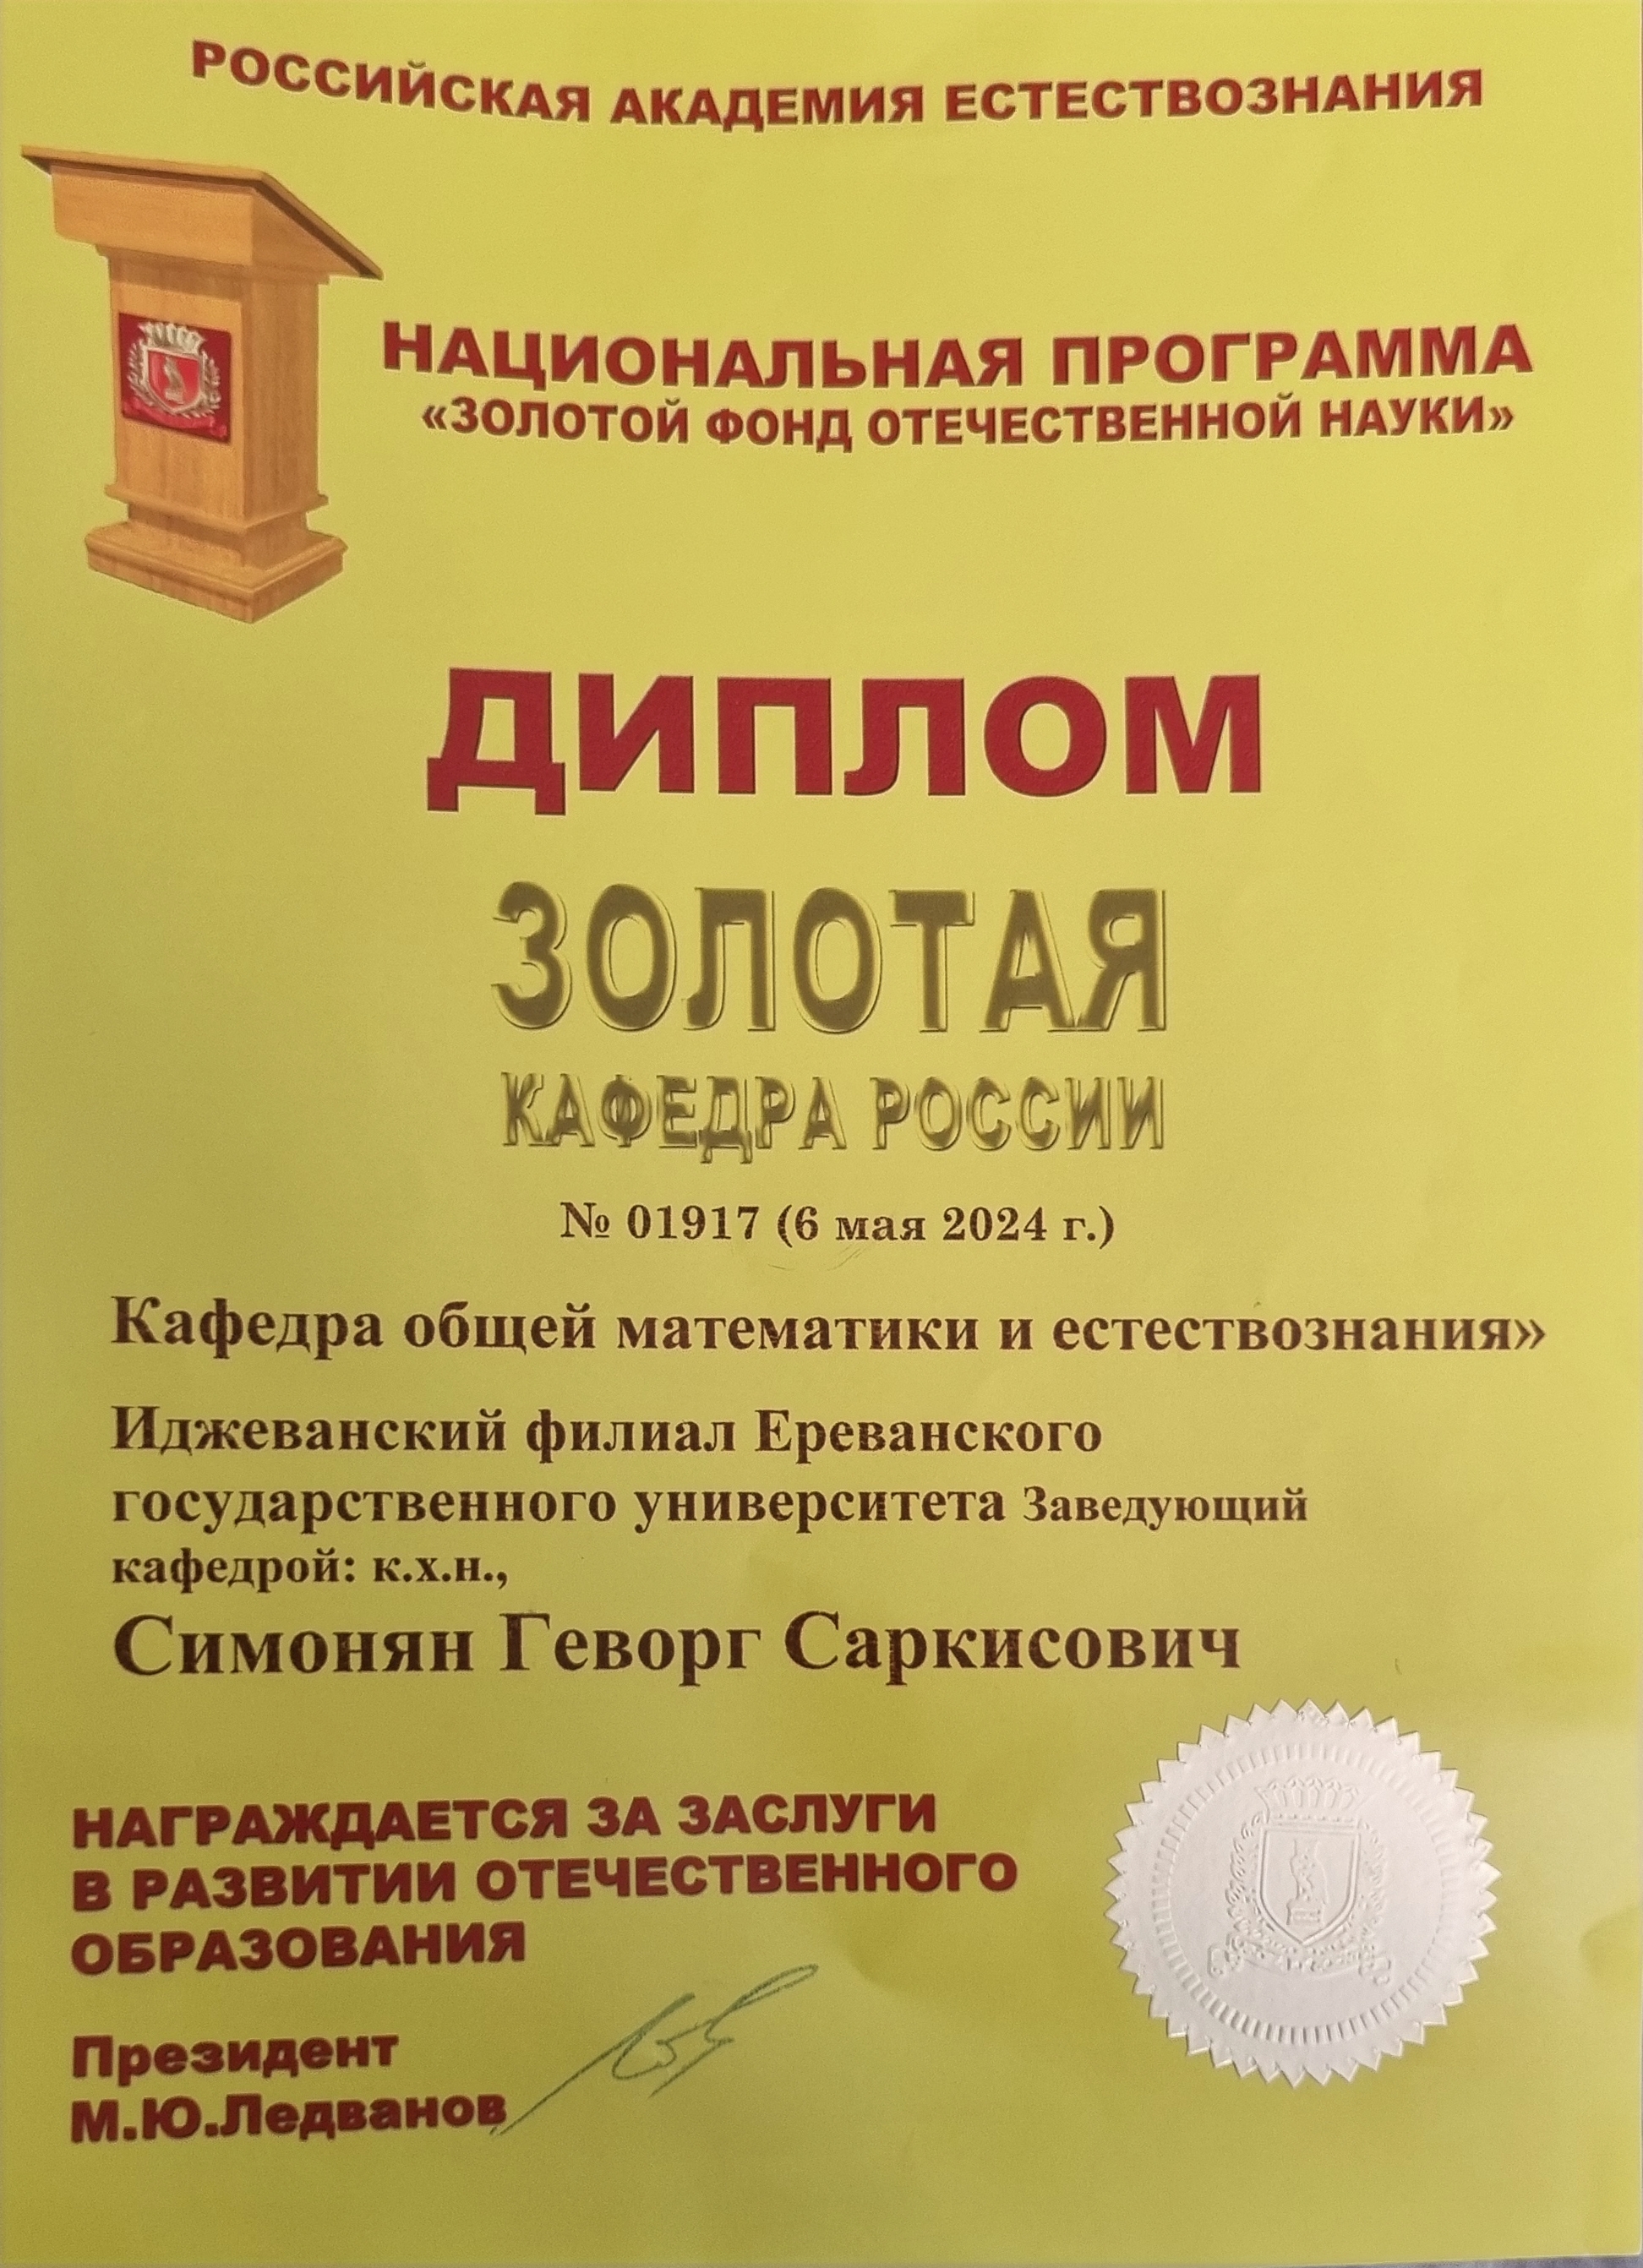 РОССИЙСКАЯ АКАДЕМИЯ ЕСТЕСТВОЗНАНИЯ
НАЦИОНАЛЬНАЯ ПРОГРАММА
«ЗОЛОТОЙ ФОНД ОТЕЧЕСТВЕННОЙ НАУКИ»
ДИПЛОМ
ЗОЛОТАЯ
КАФЕДРА РОССИИ
№ 01917 (6 мая 2024 г.)
Кафедра общей математики и естествознания»
Иджеванский филиал Ереванского
государственного университета Заведующий
кафедрой: к.х.н.,
Симонян Геворг Саркисович
НАГРАЖДАЕТСЯ ЗА ЗАСЛУГИ
В РАЗВИТИИ ОТЕЧЕСТВЕННОГО
ОБРАЗОВАНИЯ
Президент
М.Ю.Ледванов